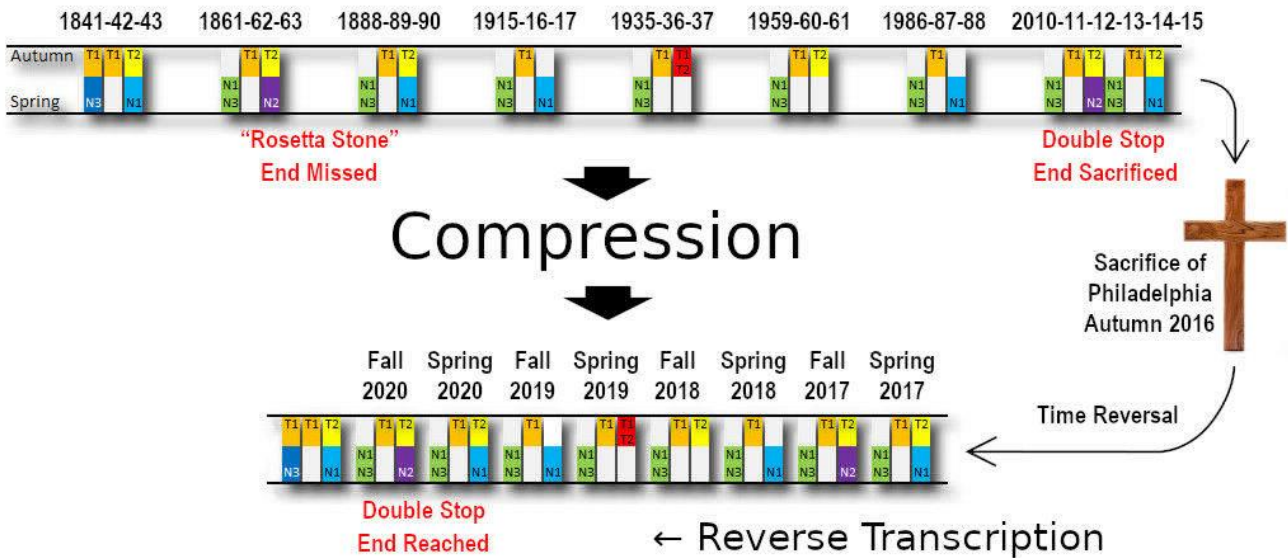 1841-42-43 1861-62-63 1888-89-90 1915-16-17 1935-36-37 1959-60-61 1986-87-88 2010-11-12-13-14-15
Autumn T1 T1 T2 T1 T2 T1 T2 T1 T1 T1 T1 T2 T1 T1 T2 T1 T2
T2
N1 N1 N1 N1 N1 N1 N1 N1
Spring N3 N1 N3 N2 N3 N1 N3 N1 N3 N3 N3 N1 N3 N2 N3 N1
“Rosetta Stone”
End Missed
Double Stop
End Sacrificed
Compression
Sacrifice of
Philadelphia
Autumn 2016
Time Reversal
Fall Spring Fall Spring Fall Spring Fall Spring
2020 2020 2019 2019 2018 2018 2017 2017
T1 T1 T2 T1 T2 T1 T2 T1 T1 T1 T1 T2 T1 T1 T2 T1 T2
T2
N1 N1 N1 N1 N1 N1 N1 N1
N3 N1 N3 N2 N3 N1 N3 N1 N3 N3 N3 N1 N3 N2 N3 N1
Double Stop
End Reached
← Reverse Transcription